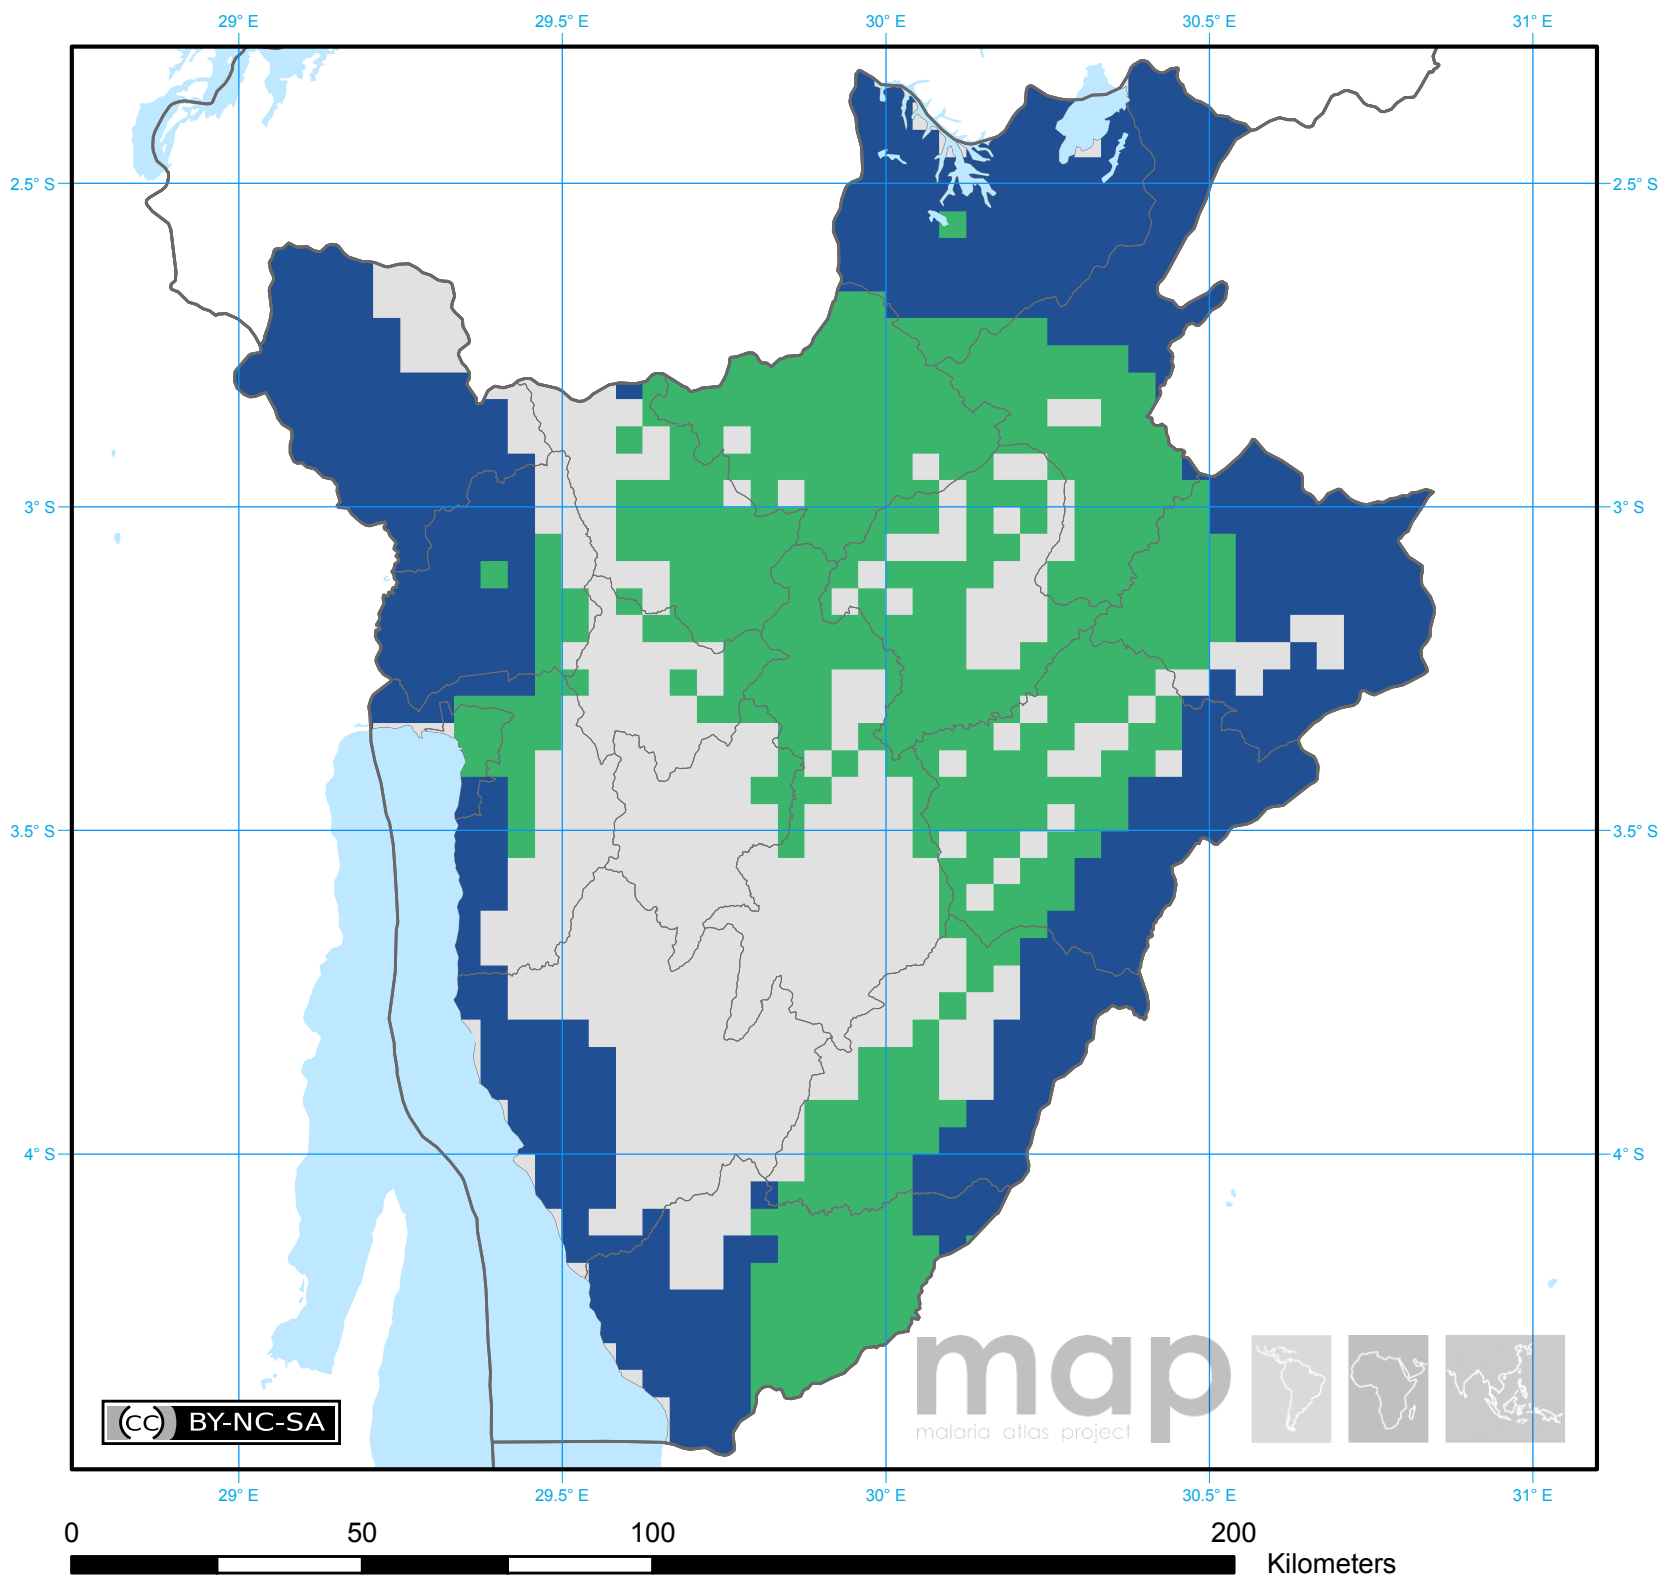 29° E 29.5° E 30° E 30.5° E 31° E
2.5° S 2.5° S
3° S 3° S
3.5° S 3.5° S
4° S 4° S
map
malaria atlas project
CC BY-NC-SA
29° E 29.5° E 30° E 30.5° E 31° E
0 50 100 200
Kilometers